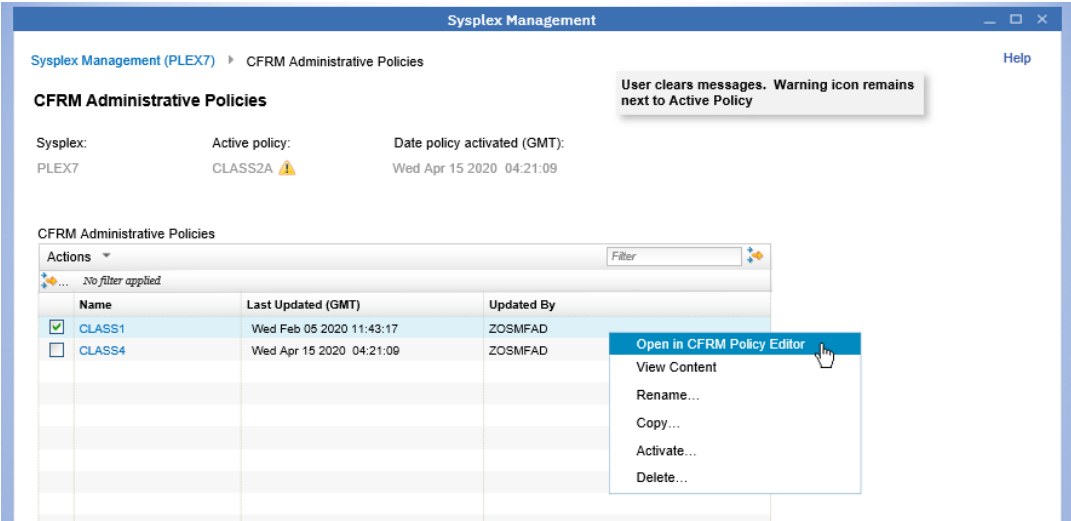 Sysplex Management
Sysplex Management (PLEX7) CFRM Administrative Policies Help
User clears messages. Warning icon remains
next to Active Policy
CFRM Administrative Policies
Sysplex: Active policy: Date policy activated (GMT):
PLEX7 CLASS2A Wed Apr 15 2020 04:21:09
CFRM Administrative Policies
Actions Filter
... No filter applied
Name Last Updated (GMT) Updated By
CLASS1 Wed Feb 05 2020 11:43:17 ZOSMFAD
CLASS4 Wed Apr 15 2020 04:21:09 ZOSMFAD
Open in CFRM Policy Editor
View Content
Rename...
Copy...
Activate...
Delete...